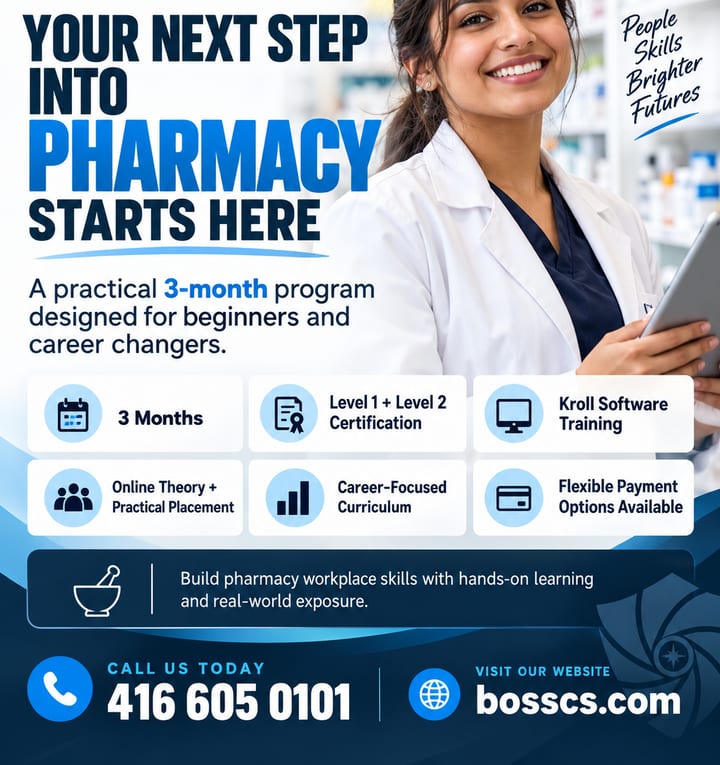 YOUR NEXT STEP
INTO
PHARMACY
STARTS HERE
People
Skills
Brighter
Futures
A practical 3-month program
designed for beginners and
career changers.
3 Months
Level 1 + Level 2
Certification
Kroll Software
Training
Online Theory +
Practical Placement
Career-Focused
Curriculum
Flexible Payment
Options Available
Build pharmacy workplace skills with hands-on learning
and real-world exposure.
CALL US TODAY
416 605 0101
VISIT OUR WEBSITE
bosscs.com